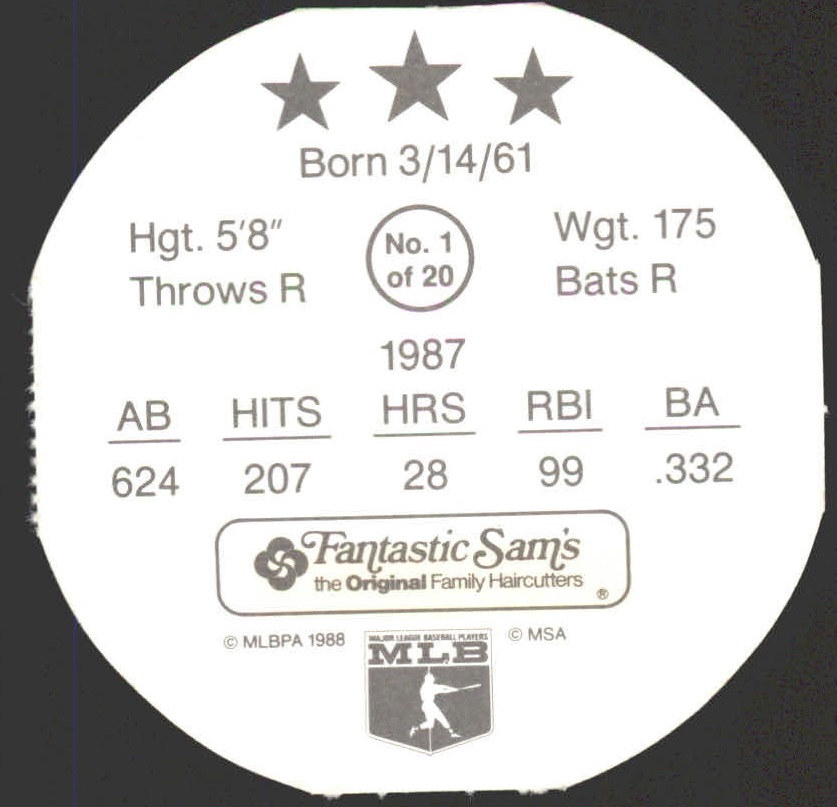 Born 3/14/61
Hgt. 5'8" No. 1 Wgt. 175
Throws R of 20 Bats R
1987
AB HITS HRS RBI BA
624 207 28 99 .332
Fantastic Sam's
the Original Family Haircutters ®
© MLBPA 1988 MAJOR LEAGUE BASEBALL PLAYERS © MSA
MLB